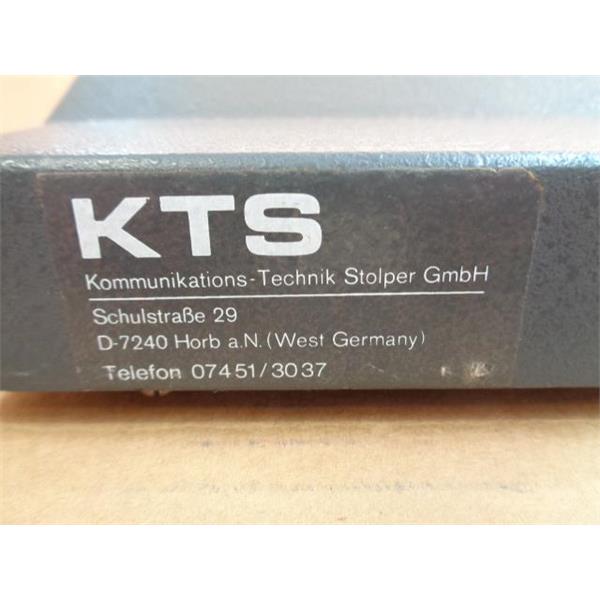 KTS
Kommunikations-Technik Stolper GmbH
Schulstraße 29
D-7240 Horb a.N. (West Germany)
Telefon 07451/3037